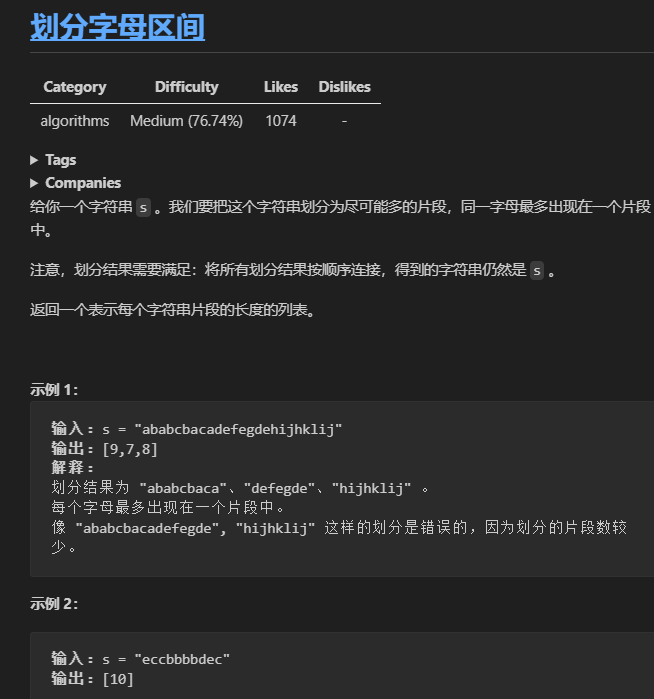 划分字母区间
Category Difficulty Likes Dislikes
algorithms Medium (76.74%) 1074 -
Tags
Companies
给你一个字符串 s 。我们要把这个字符串划分为尽可能多的片段，同一字母最多出现在一个片段
中。
注意，划分结果需要满足：将所有划分结果按顺序连接，得到的字符串仍然是 s 。
返回一个表示每个字符串片段的长度的列表。
示例 1：
输入：s = "ababcbacadefegdehijhklij"
输出：[9,7,8]
解释：
划分结果为 "ababcbaca"、"defegde"、"hijhklij" 。
每个字母最多出现在一个片段中。
像 "ababcbacadefegde", "hijhklij" 这样的划分是错误的，因为划分的片段数较
少。
示例 2：
输入：s = "eccbbbbdec"
输出：[10]